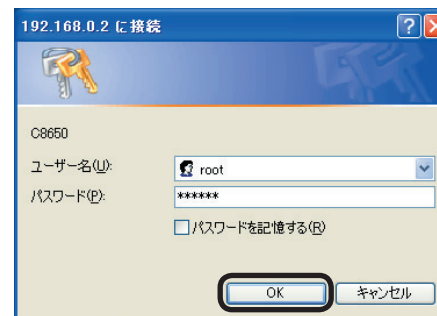 192.168.0.2 に接続
C8650
ユーザー名(U):
root
パスワード(P):
******
パスワードを記憶する(R)
OK
キャンセル